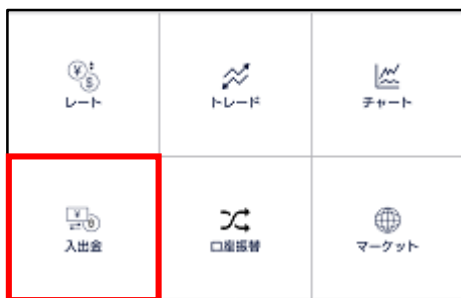 レート
トレード
チャート
入出金
口座振替
マーケット